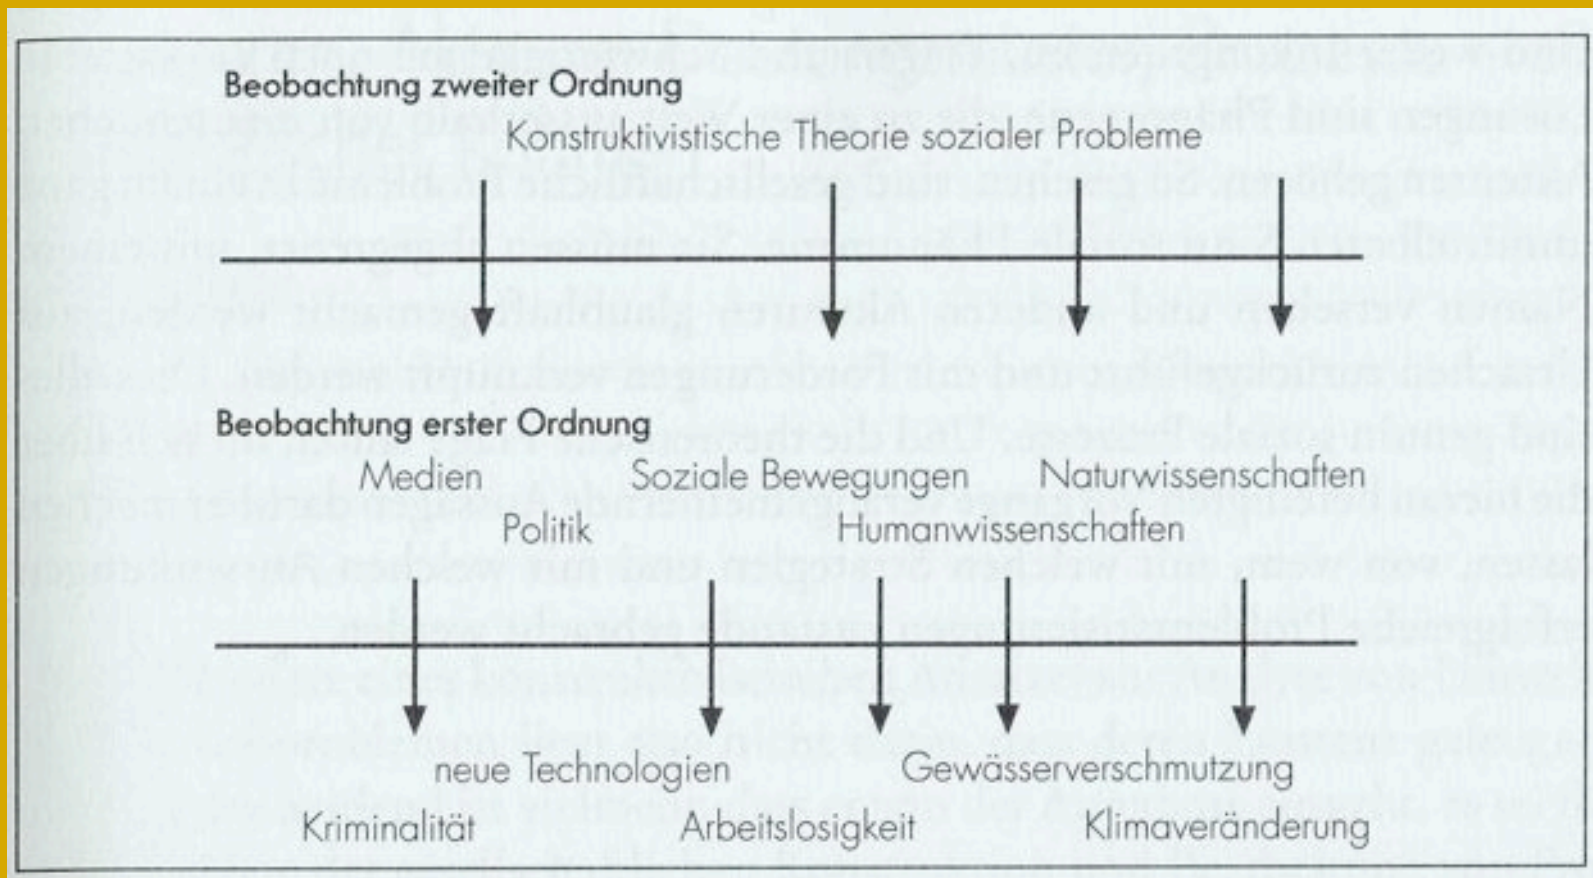 Beobachtung zweiter Ordnung
Konstruktivistische Theorie sozialer Probleme
Beobachtung erster Ordnung
Medien Soziale Bewegungen Naturwissenschaften
Politik Humanwissenschaften
neue Technologien Gewässerverschmutzung
Kriminalität Arbeitslosigkeit Klimaveränderung